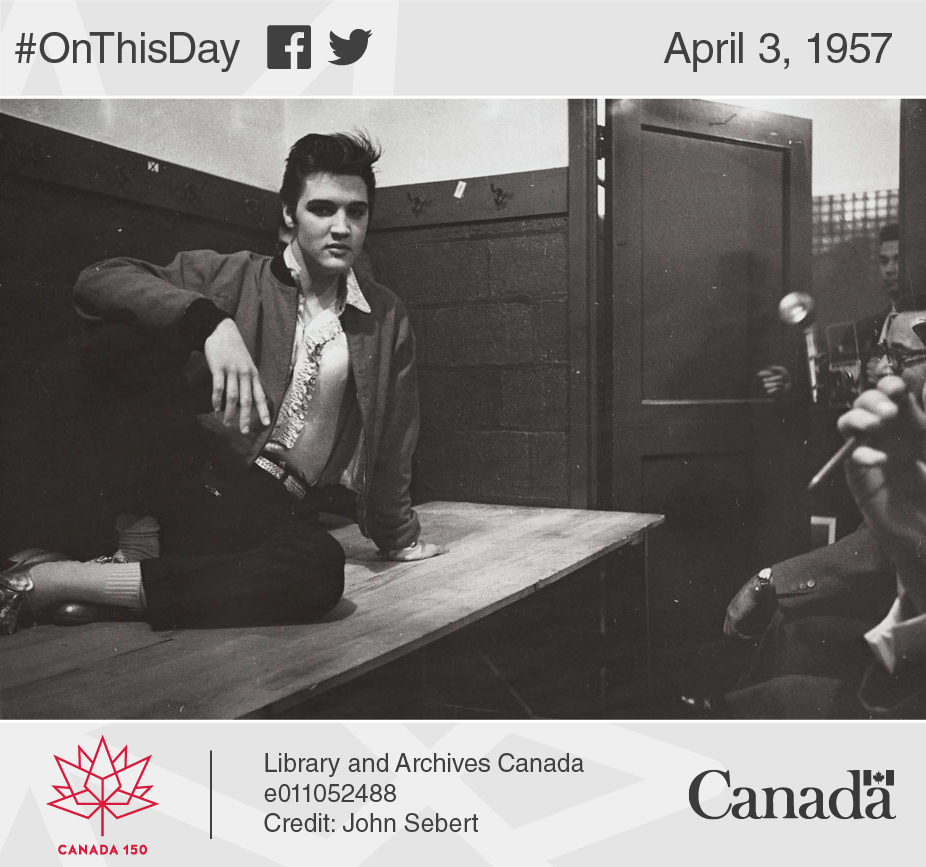 #OnThisDay
April 3, 1957
Library and Archives Canada
e011052488
Credit: John Sebert
CANADA 150
Canada